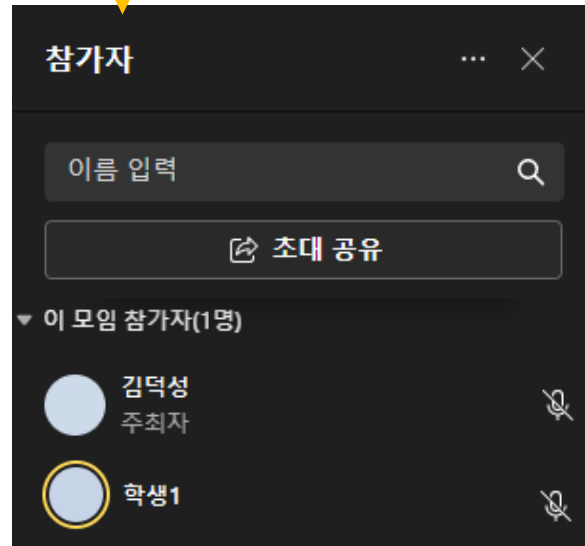 참가자
이름 입력
초대 공유
이 모임 참가자(1명)
김덕성
주최자
학생1